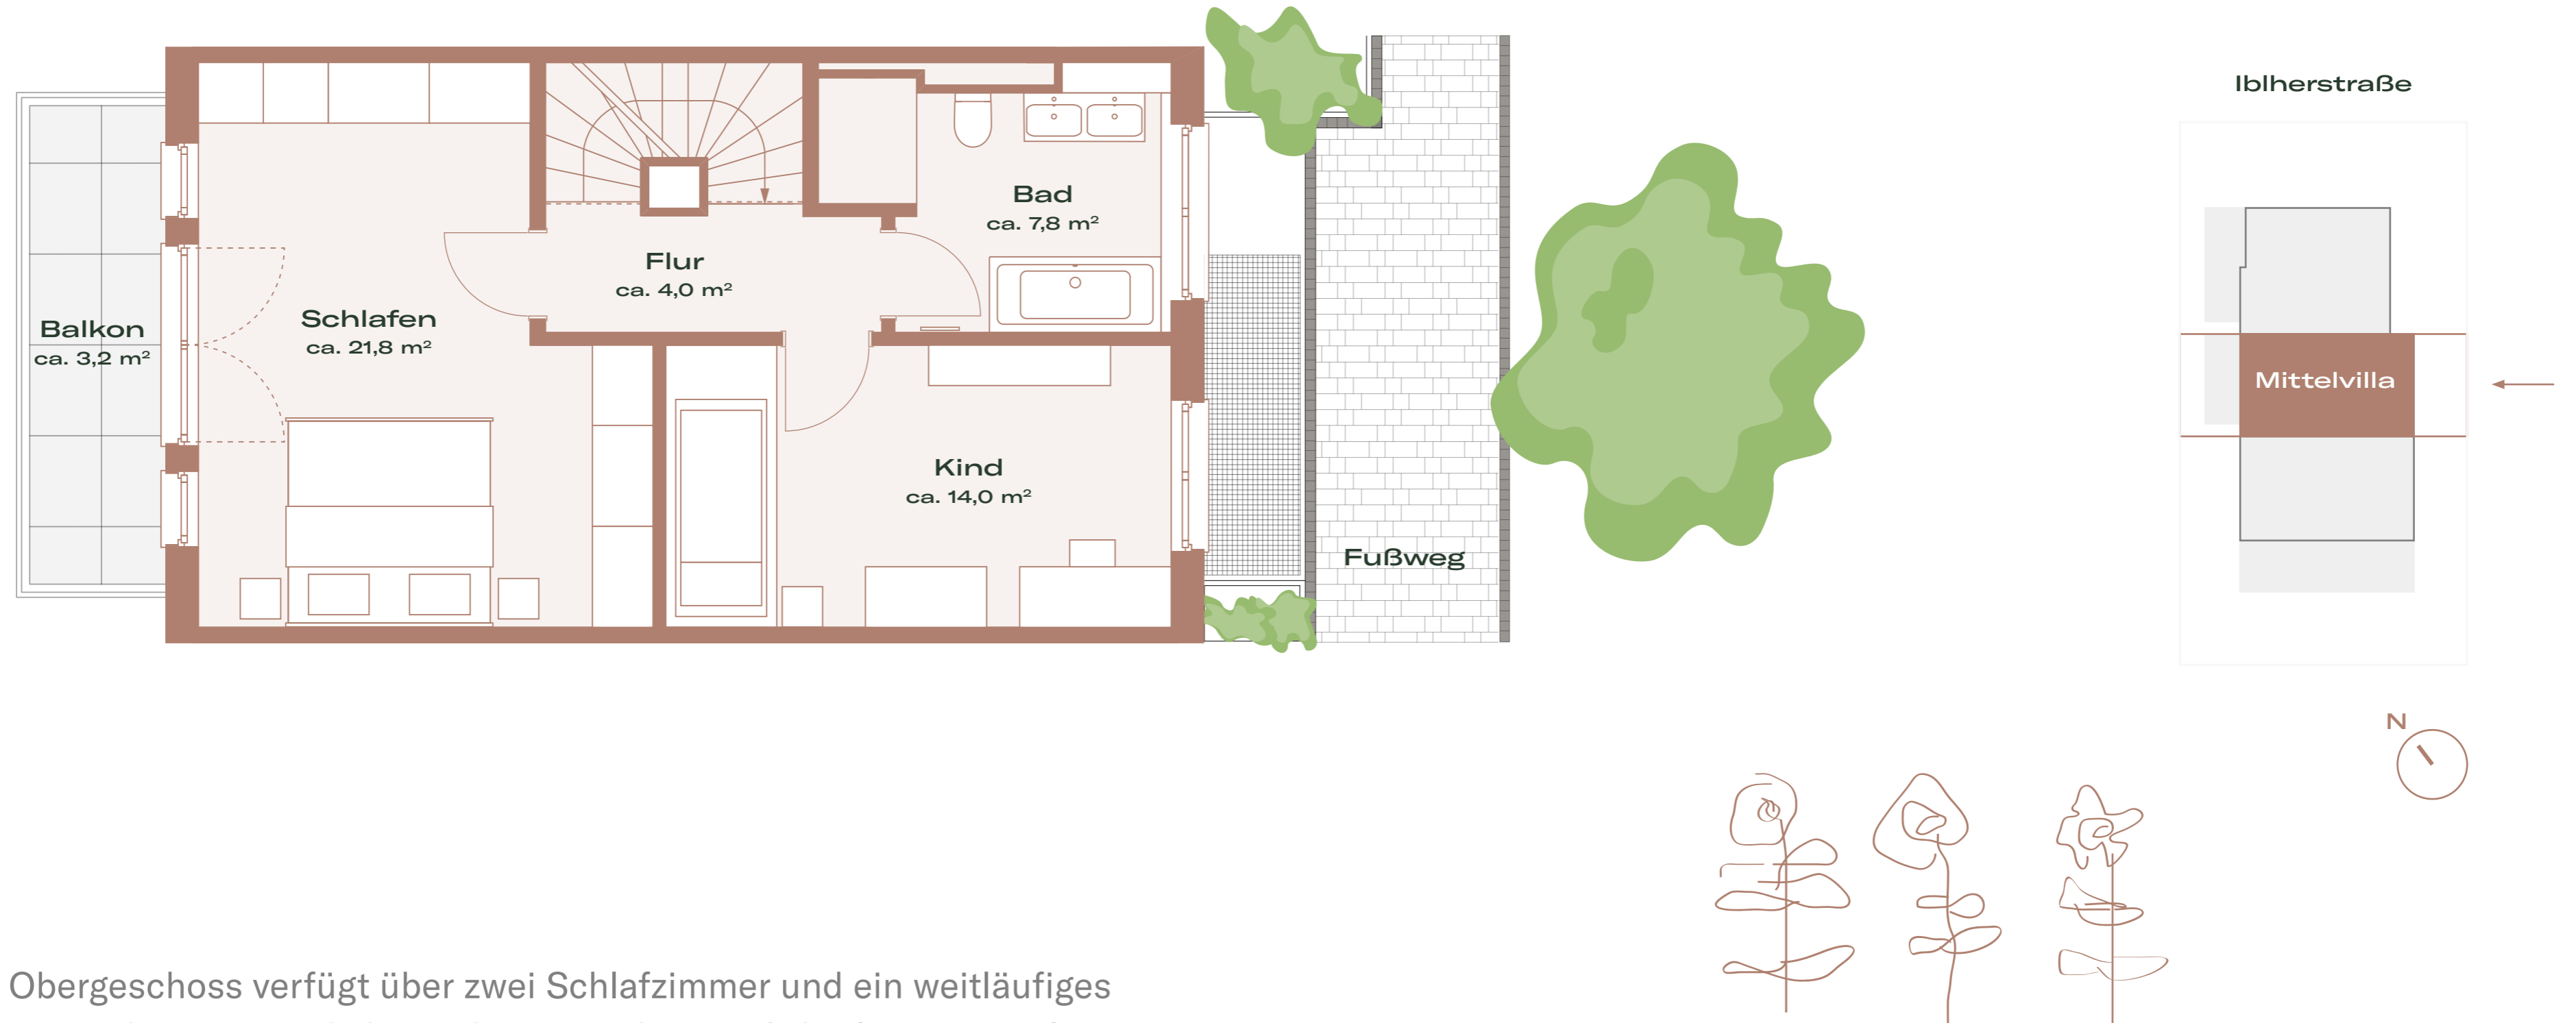 Iblherstraße
Bad
ca. 7,8 m²
Flur
ca. 4,0 m²
Schlafen
ca. 21,8 m²
Balkon
ca. 3,2 m²
Mittelvilla
Kind
ca. 14,0 m²
Fußweg
N
Obergeschoss verfügt über zwei Schlafzimmer und ein weitläufiges